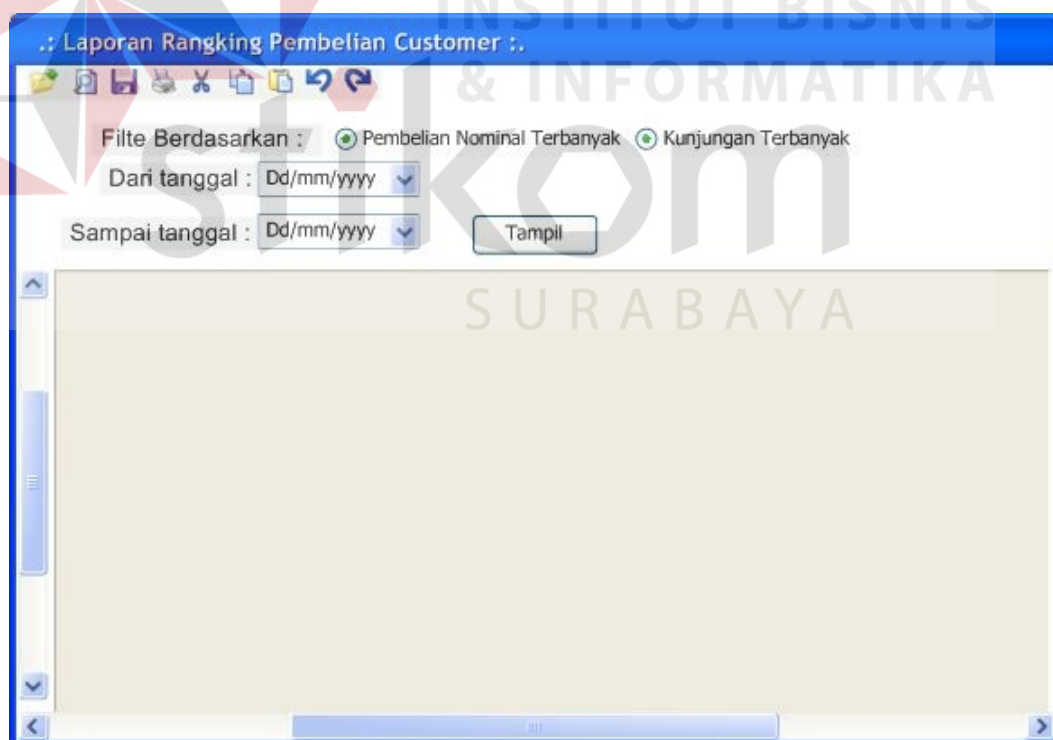 INSTITUT BISNIS
.: Laporan Rangking Pembelian Customer :.
& INFORMATIKA
Filte Berdasarkan : Pembelian Nominal Terbanyak Kunjungan Terbanyak
Dari tanggal : Dd/mm/yyyy
stikom
Sampai tanggal : Dd/mm/yyyy Tampil
SURABAYA